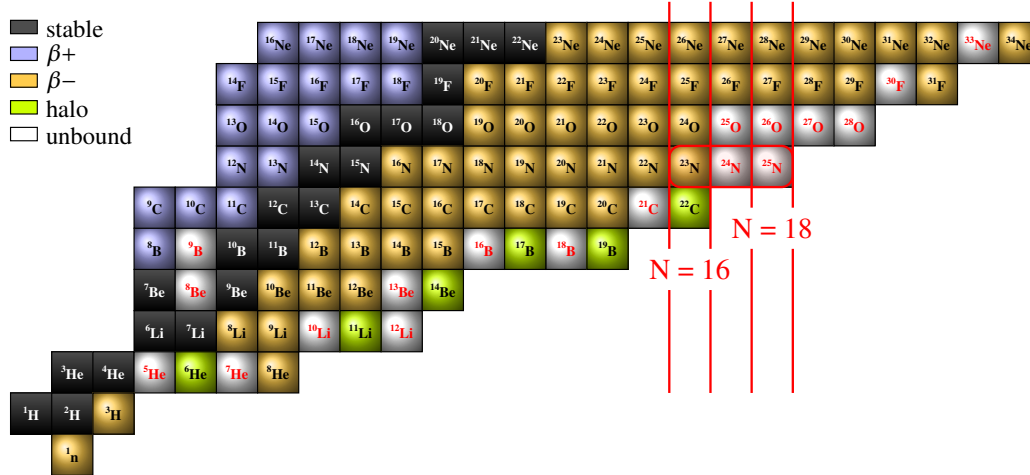 stable
β+
β−
halo
unbound
¹⁶Ne ¹⁷Ne ¹⁸Ne ¹⁹Ne ²⁰Ne ²¹Ne ²²Ne ²³Ne ²⁴Ne ²⁵Ne ²⁶Ne ²⁷Ne ²⁸Ne ²⁹Ne ³⁰Ne ³¹Ne ³²Ne ³³Ne ³⁴Ne
¹⁴F ¹⁵F ¹⁶F ¹⁷F ¹⁸F ¹⁹F ²⁰F ²¹F ²²F ²³F ²⁴F ²⁵F ²⁶F ²⁷F ²⁸F ²⁹F ³⁰F ³¹F
¹³O ¹⁴O ¹⁵O ¹⁶O ¹⁷O ¹⁸O ¹⁹O ²⁰O ²¹O ²²O ²³O ²⁴O ²⁵O ²⁶O ²⁷O ²⁸O
¹²N ¹³N ¹⁴N ¹⁵N ¹⁶N ¹⁷N ¹⁸N ¹⁹N ²⁰N ²¹N ²²N ²³N ²⁴N ²⁵N
⁹C ¹⁰C ¹¹C ¹²C ¹³C ¹⁴C ¹⁵C ¹⁶C ¹⁷C ¹⁸C ¹⁹C ²⁰C ²¹C ²²C
N = 18
⁸B ⁹B ¹⁰B ¹¹B ¹²B ¹³B ¹⁴B ¹⁵B ¹⁶B ¹⁷B ¹⁸B ¹⁹B
N = 16
⁷Be ⁸Be ⁹Be ¹⁰Be ¹¹Be ¹²Be ¹³Be ¹⁴Be
⁶Li ⁷Li ⁸Li ⁹Li ¹⁰Li ¹¹Li ¹²Li
³He ⁴He ⁵He ⁶He ⁷He ⁸He
¹H ²H ³H
¹n